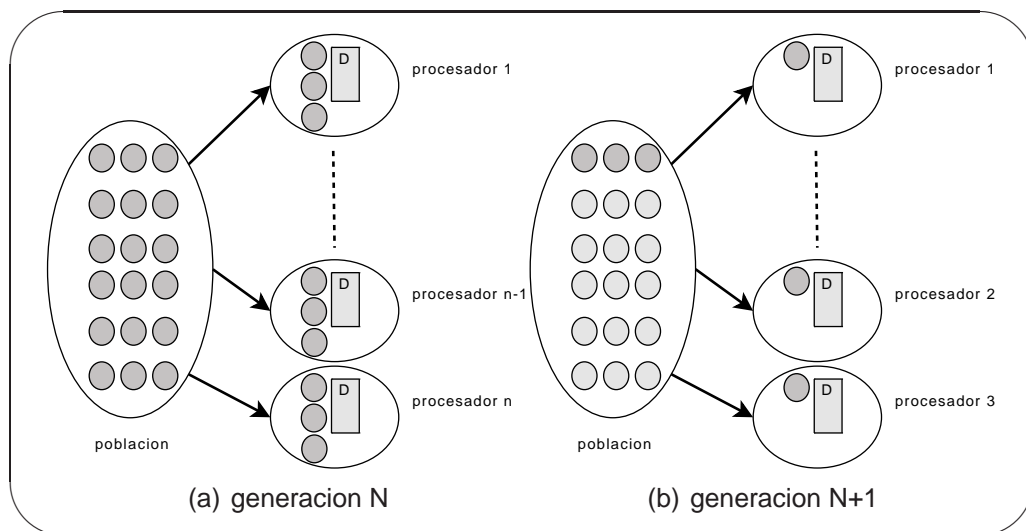 D
procesador 1
D
procesador n-1
D
procesador n
poblacion
(a) generacion N
D
procesador 1
D
procesador 2
D
procesador 3
poblacion
(b) generacion N+1